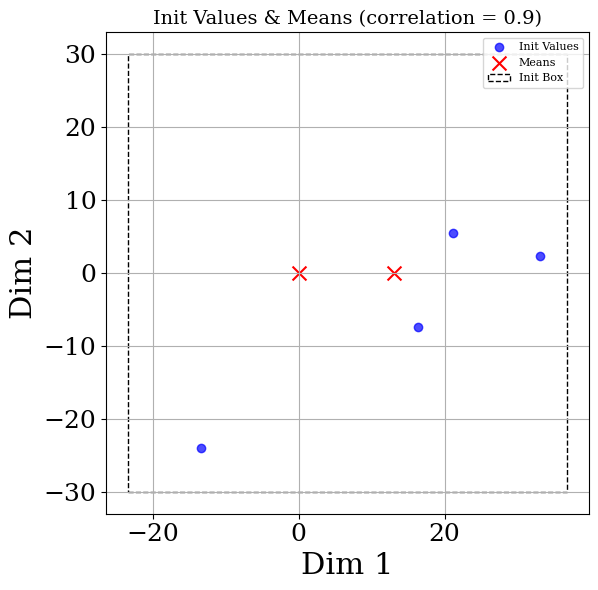 Init Values & Means (correlation = 0.9)
Init Values
Means
Init Box
30
20
10
0
−10
−20
−30
Dim 2
−20
0
20
Dim 1